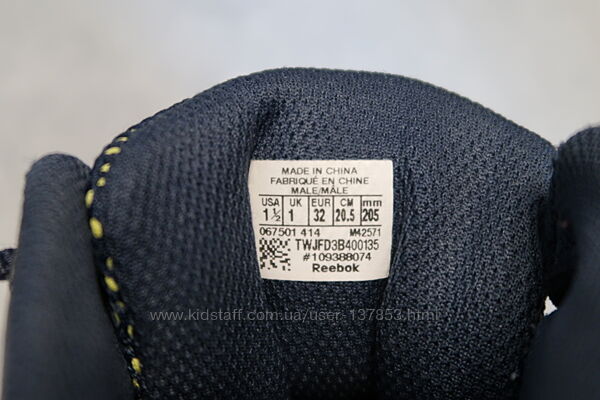 MADE IN CHINA
FABRIQUÉ EN CHINE
MALE/MÂLE
USA UK EUR CM mm
1½ 1 32 20.5 205
067501 414 M42571
TWJFD3B400135
#109388074
Reebok
www.kidstaff.com.ua/user-137853.html